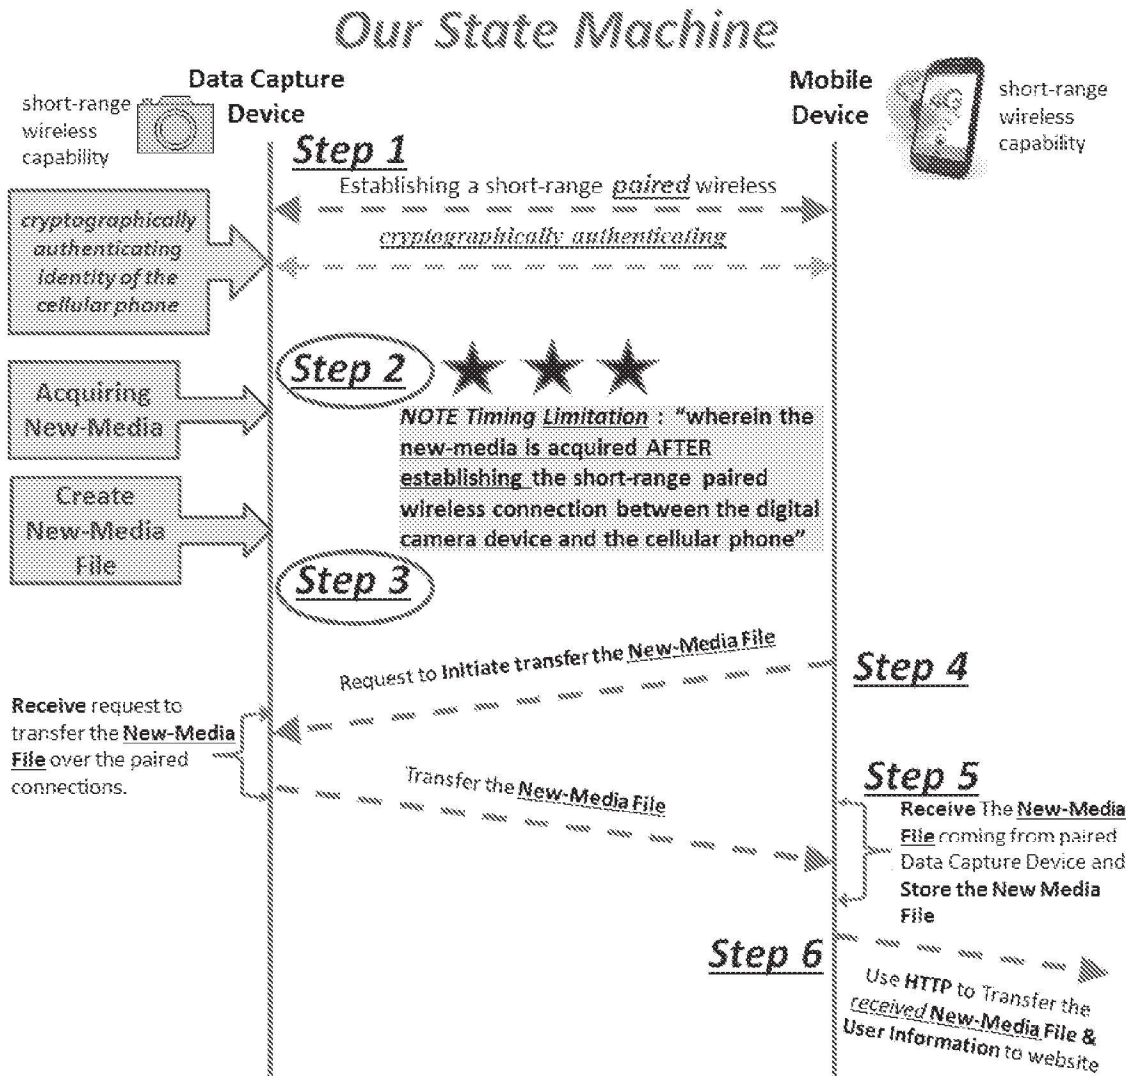 Our State Machine
Data Capture
Device
short-range
wireless
capability
Mobile
Device
short-range
wireless
capability
Step 1
Establishing a short-range paired wireless
cryptographically authenticating
cryptographically
authenticating
identity of the
cellular phone
Step 2
Acquiring
New-Media
NOTE Timing Limitation : “wherein the
new-media is acquired AFTER
establishing the short-range paired
wireless connection between the digital
camera device and the cellular phone”
Create
New-Media
File
Step 3
Request to Initiate transfer the New-Media File
Step 4
Receive request to
transfer the New-Media
File over the paired
connections.
Transfer the New-Media File
Step 5
Receive The New-Media
File coming from paired
Data Capture Device and
Store the New Media
File
Step 6
Use HTTP to Transfer the
received New-Media File &
User Information to website